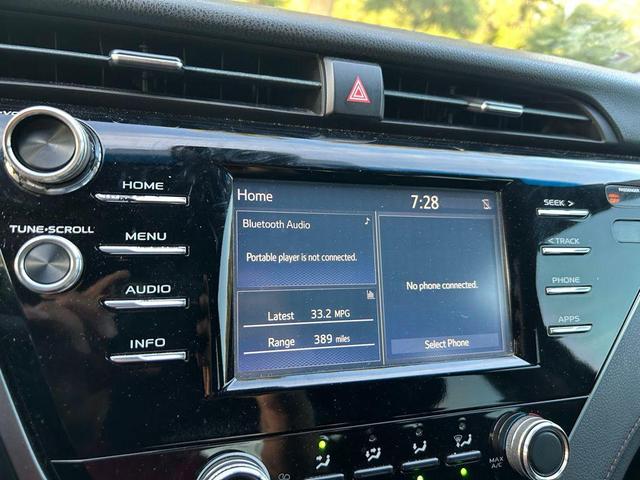 HOME
TUNE•SCROLL
MENU
AUDIO
INFO
Home
7:28
Bluetooth Audio
Portable player is not connected.
Latest 33.2 MPG
Range 389 miles
No phone connected.
Select Phone
SEEK >
< TRACK
PHONE
APPS
PASSENGER
MAX
A/C